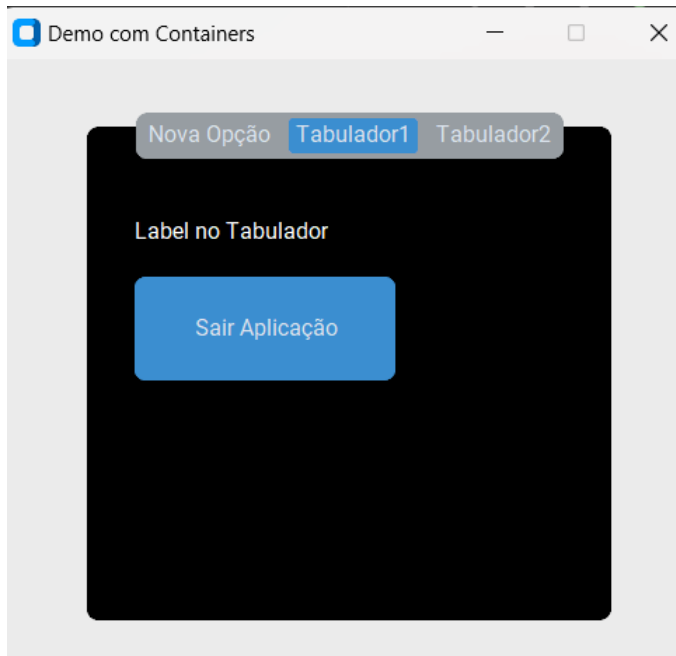 Demo com Containers
Nova Opção Tabulador1 Tabulador2
Label no Tabulador
Sair Aplicação